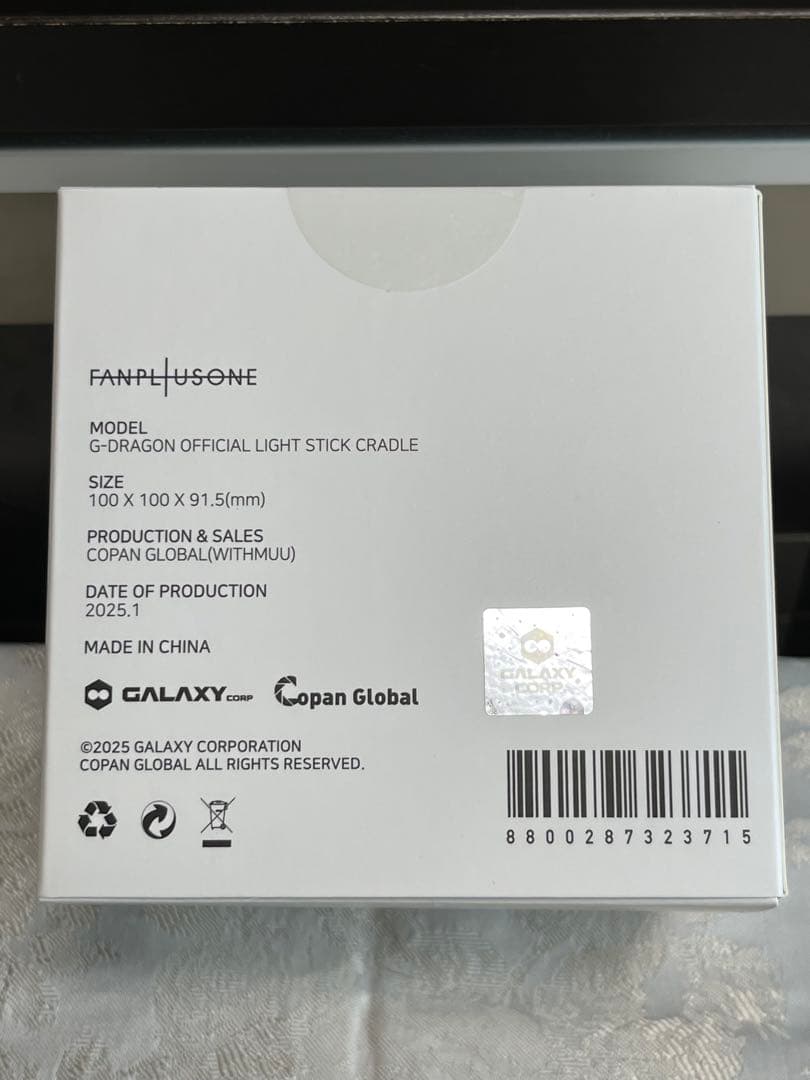 FANPLUSONE
MODEL
G-DRAGON OFFICIAL LIGHT STICK CRADLE
SIZE
100 X 100 X 91.5(mm)
PRODUCTION & SALES
COPAN GLOBAL(WITHMUU)
DATE OF PRODUCTION
2025.1
MADE IN CHINA
GALAXY CORP Copan Global
GALAXY
CORP.
©2025 GALAXY CORPORATION
COPAN GLOBAL ALL RIGHTS RESERVED.
8800287323715